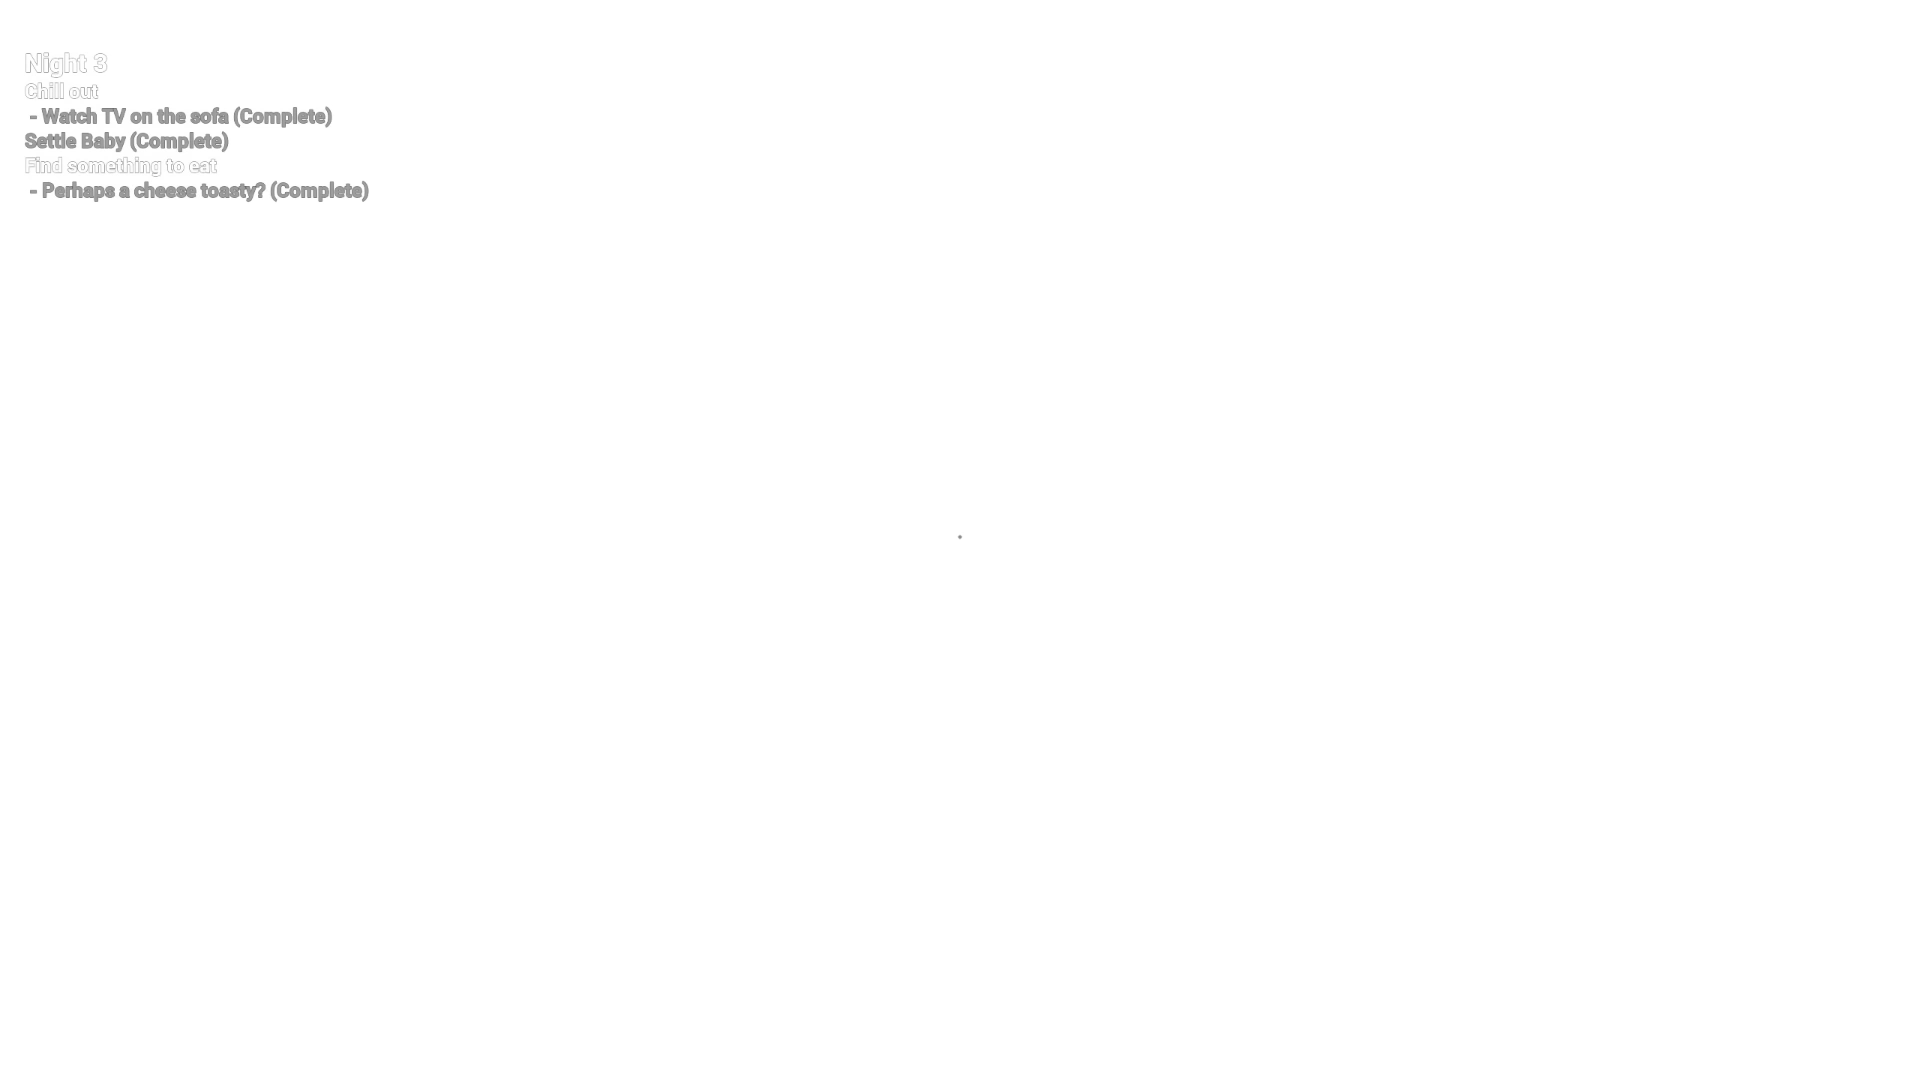 Night 3
Chill out
- Watch TV on the sofa (Complete)
Settle Baby (Complete)
Find something to eat
- Perhaps a cheese toasty? (Complete)